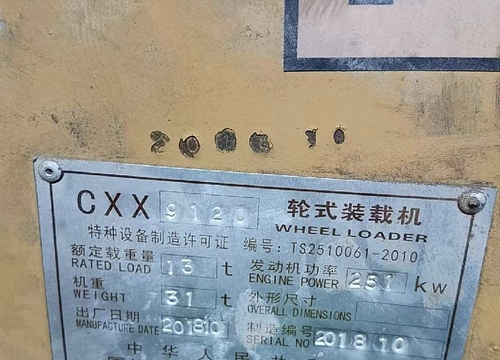 2008 10
CXX 9120 轮式装载机
WHEEL LOADER
特种设备制造许可证 编号: TS2510061-2010
额定载重量 13 t 发动机功率 251 kw
RATED LOAD ENGINE POWER
机重 31 t 外形尺寸
WEIGHT OVERALL DIMENSIONS
出厂日期 201810 制造编号 201810
MANUFACTURE DATE SERIAL NO
中华人民共